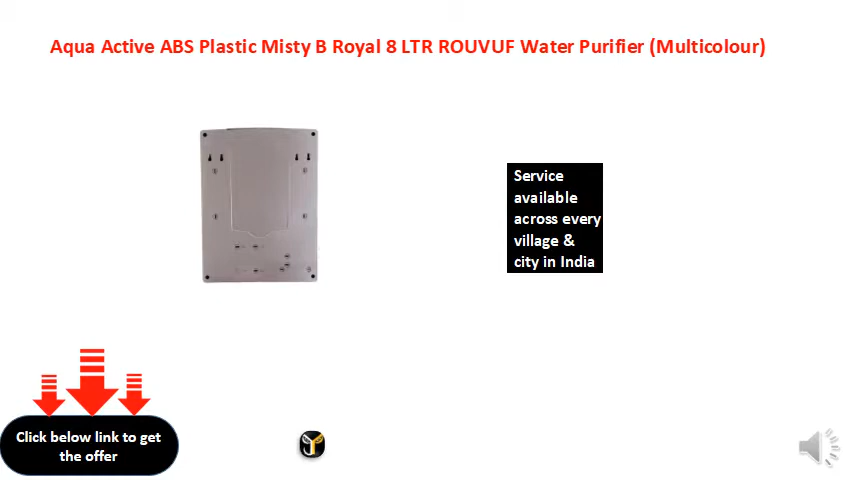 Aqua Active ABS Plastic Misty B Royal 8 LTR ROUVUF Water Purifier (Multicolour)
Service
available
across every
village &
city in India
Click below link to get
the offer